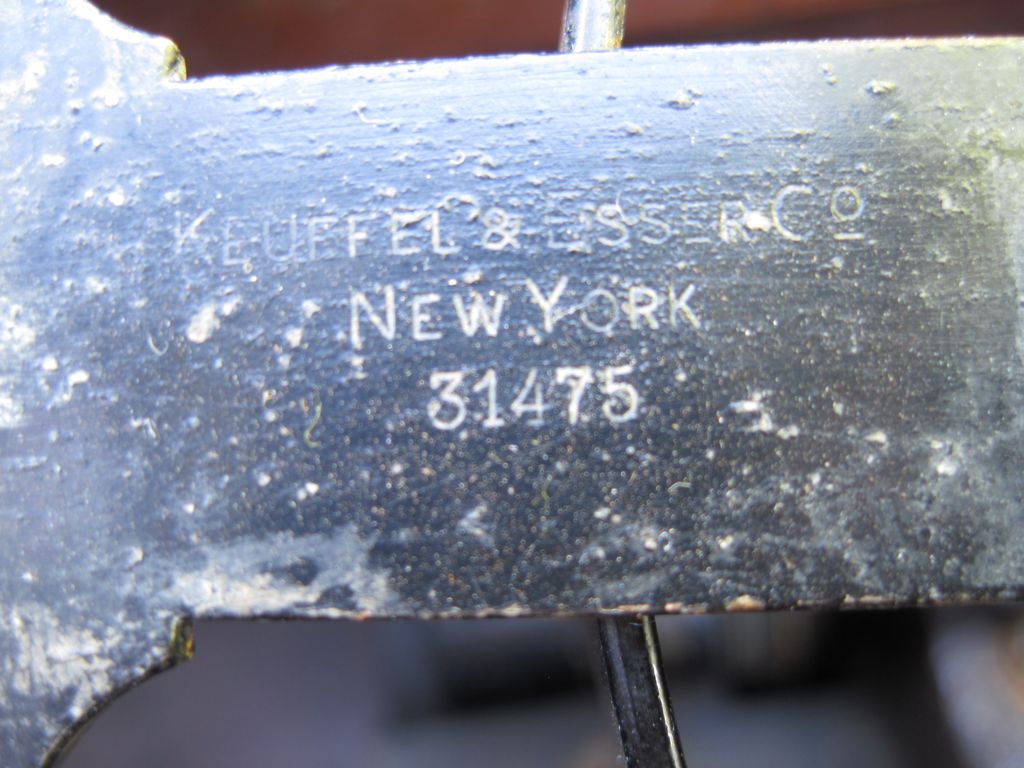 KEUFFEL & ESSER CO
NEW YORK
31475